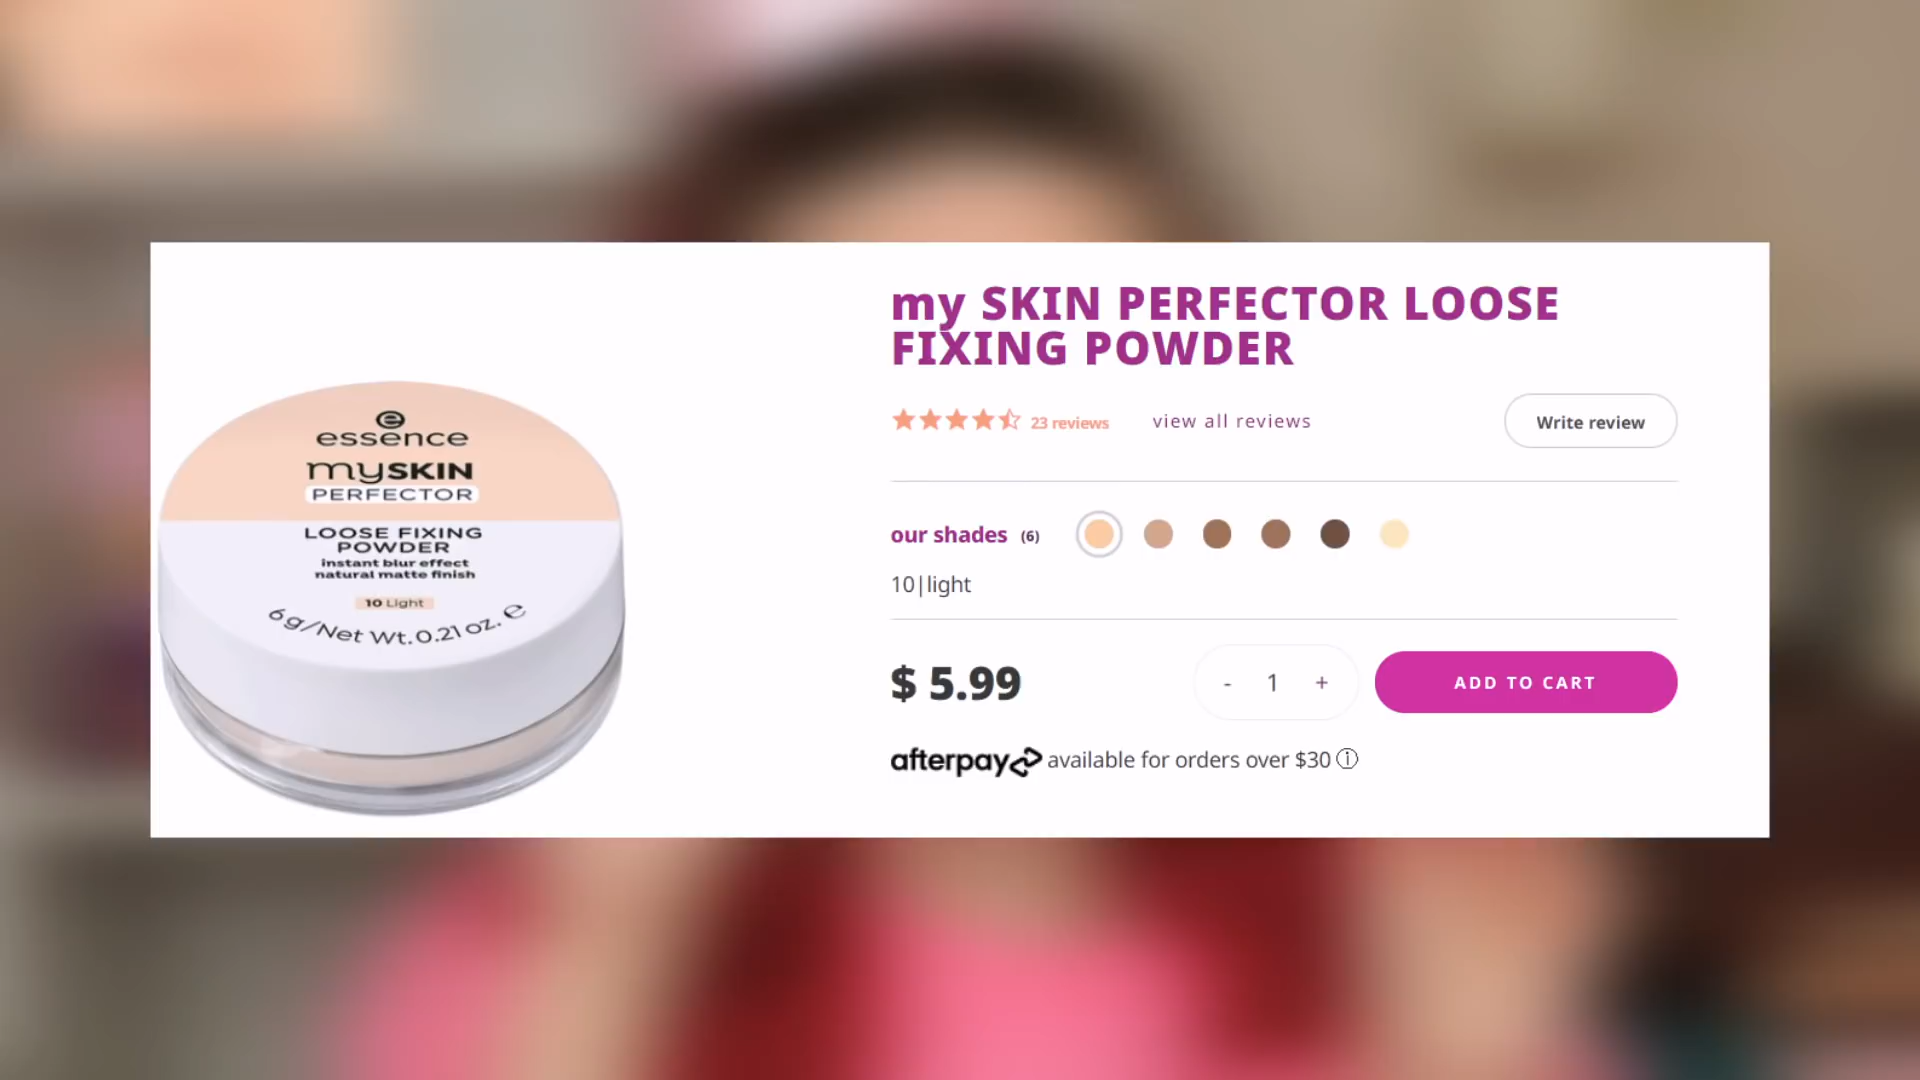 essence
mySKIN
PERFECTOR
LOOSE FIXING
POWDER
instant blur effect
natural matte finish
10 Light
6 g/Net Wt. 0.21 oz. e
my SKIN PERFECTOR LOOSE
FIXING POWDER
23 reviews
view all reviews
Write review
our shades (6)
10|light
$ 5.99
- 1 +
ADD TO CART
afterpay available for orders over $30